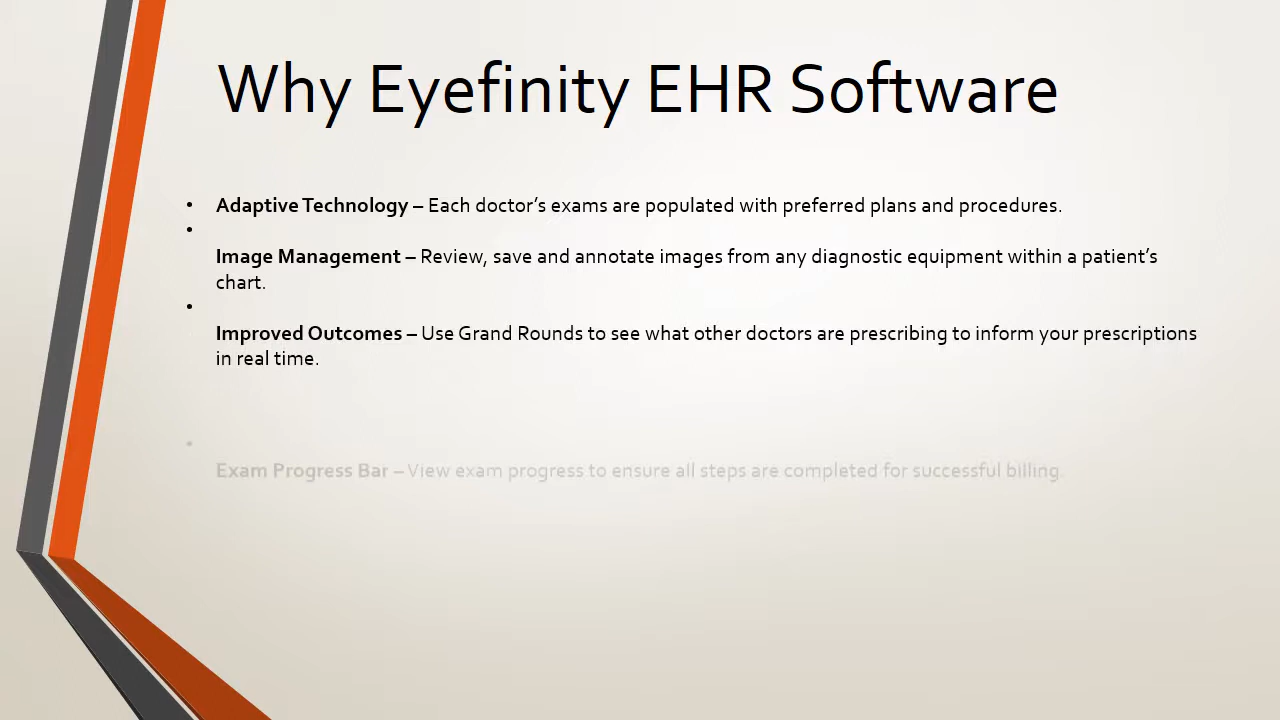 Why Eyefinity EHR Software
• Adaptive Technology – Each doctor’s exams are populated with preferred plans and procedures.
•
Image Management – Review, save and annotate images from any diagnostic equipment within a patient’s
chart.
•
Improved Outcomes – Use Grand Rounds to see what other doctors are prescribing to inform your prescriptions
in real time.
•
Exam Progress Bar – View exam progress to ensure all steps are completed for successful billing.